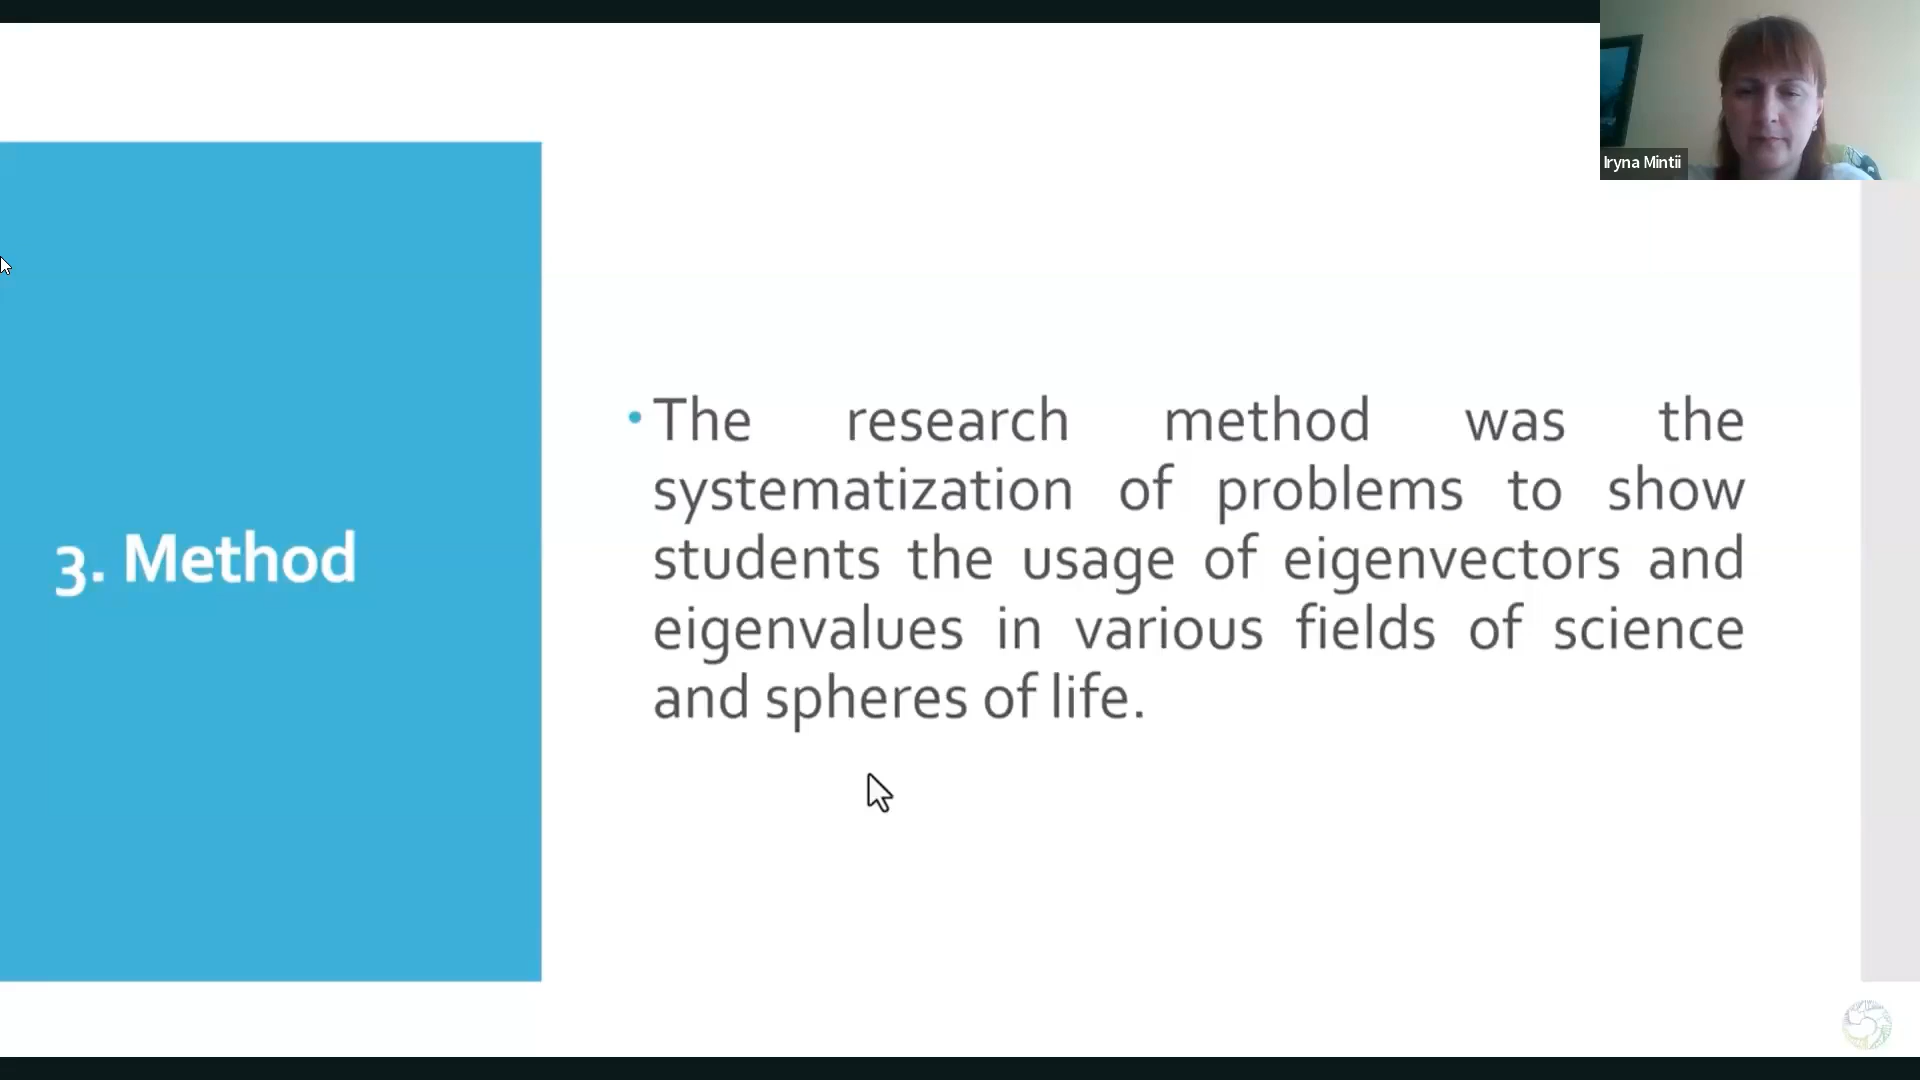 Iryna Mintii
3. Method
• The research method was the
systematization of problems to show
students the usage of eigenvectors and
eigenvalues in various fields of science
and spheres of life.